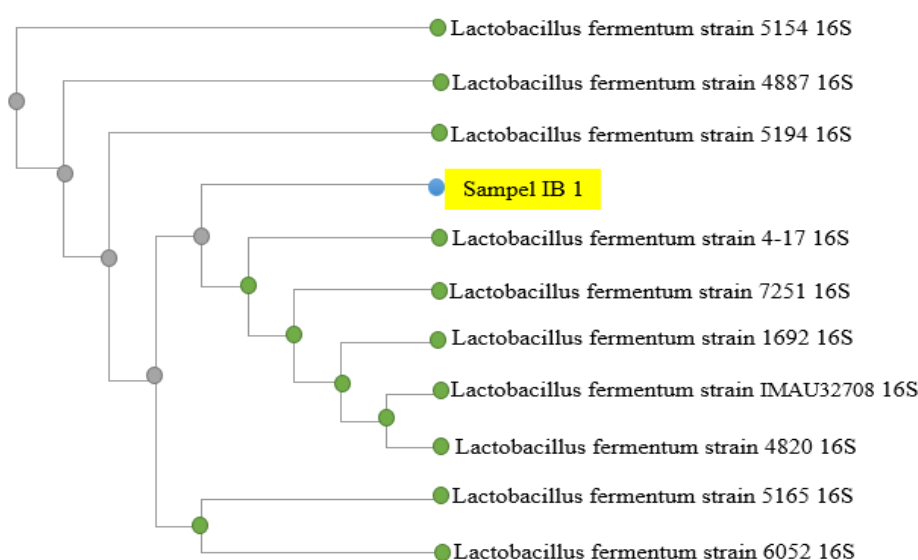 Lactobacillus fermentum strain 5154 16S
Lactobacillus fermentum strain 4887 16S
Lactobacillus fermentum strain 5194 16S
Sampel IB 1
Lactobacillus fermentum strain 4-17 16S
Lactobacillus fermentum strain 7251 16S
Lactobacillus fermentum strain 1692 16S
Lactobacillus fermentum strain IMAU32708 16S
Lactobacillus fermentum strain 4820 16S
Lactobacillus fermentum strain 5165 16S
Lactobacillus fermentum strain 6052 16S